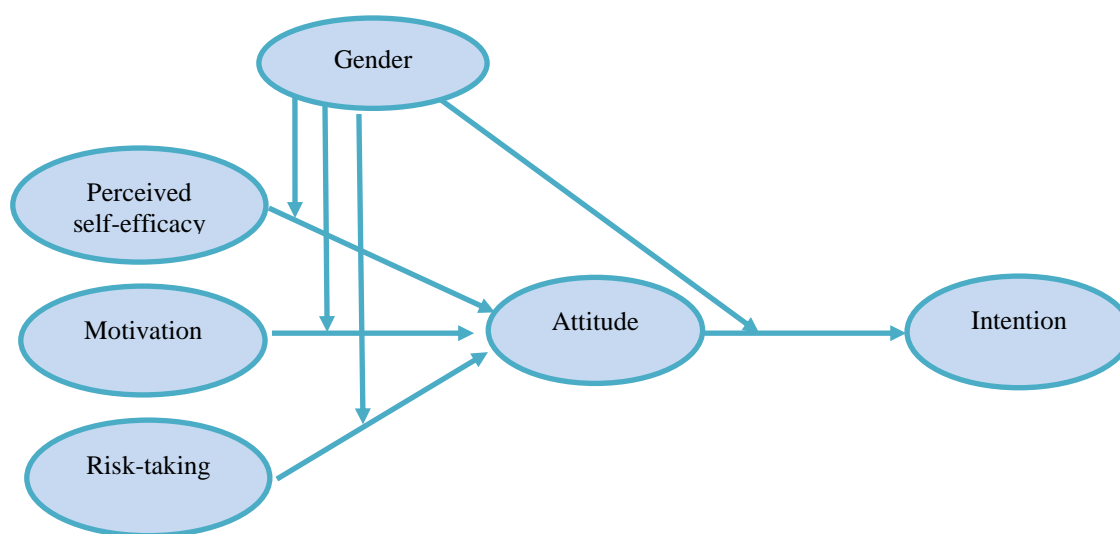 Gender
Perceived
self-efficacy
Motivation
Attitude
Intention
Risk-taking